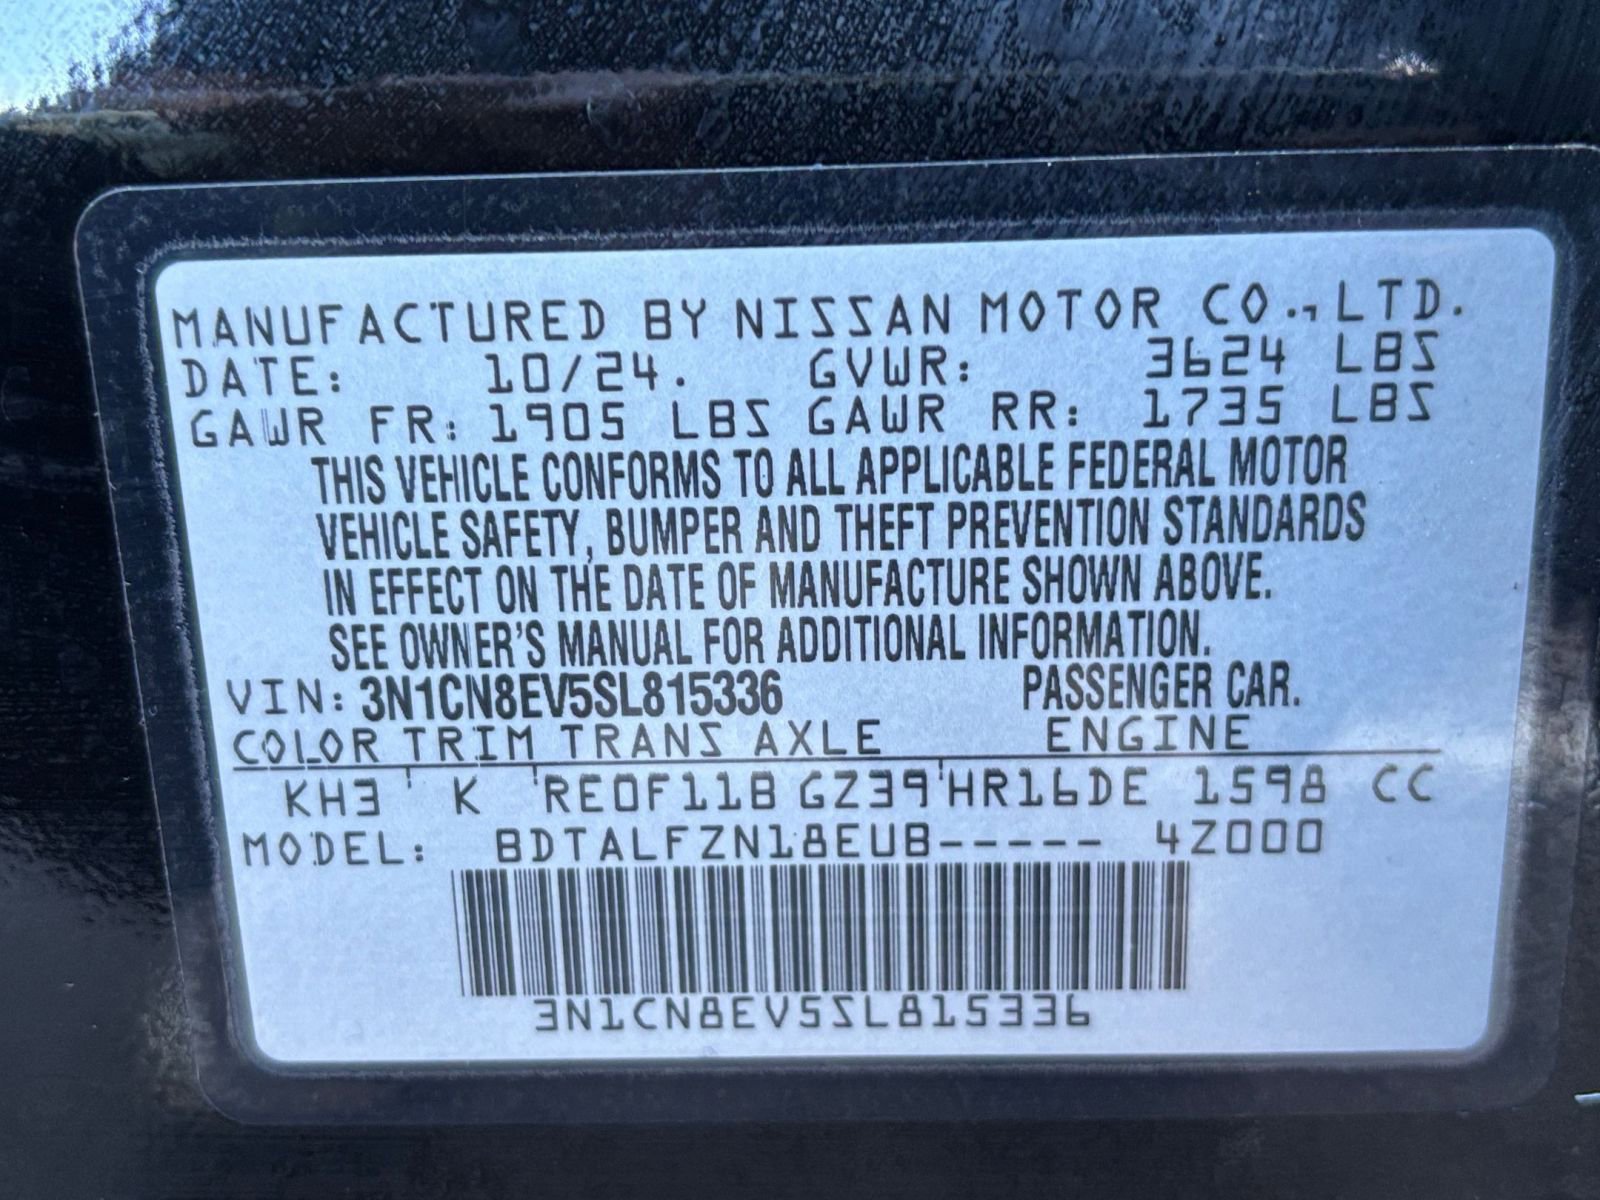 MANUFACTURED BY NISSAN MOTOR CO., LTD.
DATE: 10/24. GVWR: 3624 LBS
GAWR FR: 1905 LBS GAWR RR: 1735 LBS
THIS VEHICLE CONFORMS TO ALL APPLICABLE FEDERAL MOTOR
VEHICLE SAFETY, BUMPER AND THEFT PREVENTION STANDARDS
IN EFFECT ON THE DATE OF MANUFACTURE SHOWN ABOVE.
SEE OWNER'S MANUAL FOR ADDITIONAL INFORMATION.
VIN: 3N1CN8EV5SL815336 PASSENGER CAR.
COLOR TRIM TRANS AXLE ENGINE
KH3 K RE0F11B GZ39 HR16DE 1598 CC
MODEL: BDTALFZN18EUB----- 4Z000
3N1CN8EV5SL815336